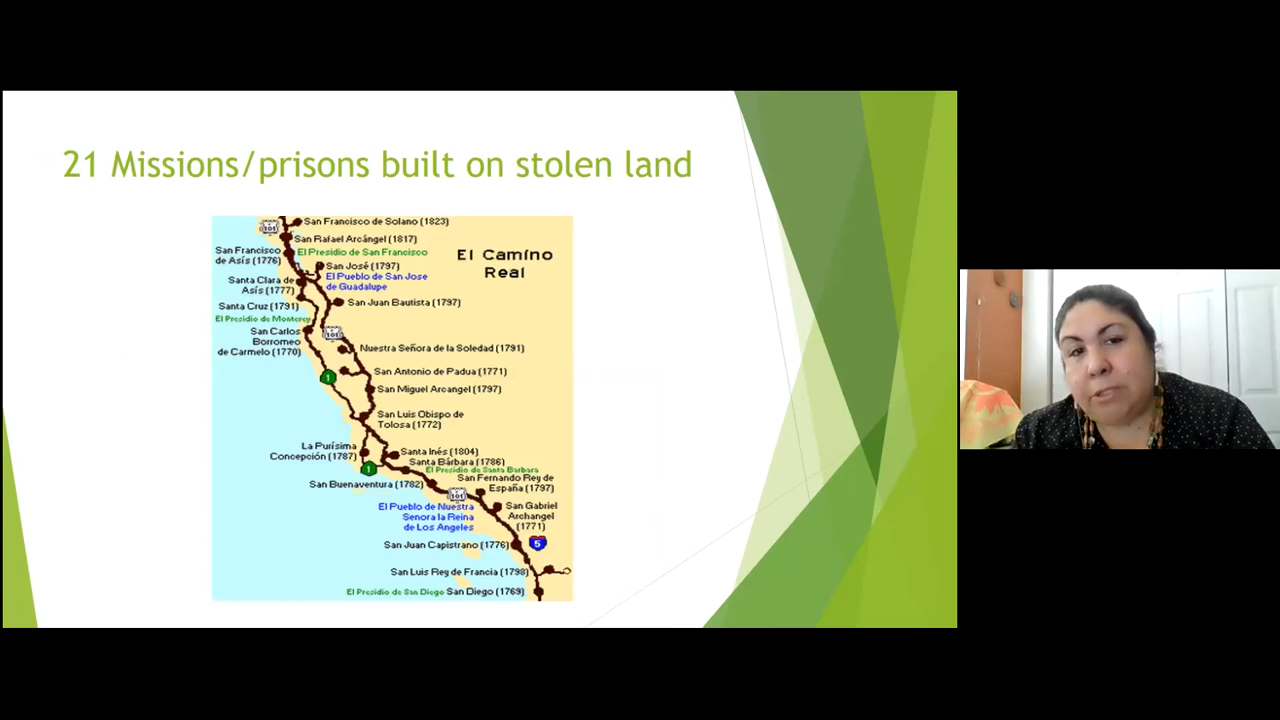 21 Missions/prisons built on stolen land
101
San Francisco de Solano (1823)
San Rafael Arcángel (1817)
El Camino
Real
San Francisco
de Asís (1776)
El Presidio de San Francisco
San José (1797)
El Pueblo de San Jose
de Guadalupe
Santa Clara de
Asís (1777)
Santa Cruz (1791)
San Juan Bautista (1797)
El Presidio de Monterey
101
San Carlos
Borromeo
de Carmelo (1770)
Nuestra Señora de la Soledad (1791)
San Antonio de Padua (1771)
1
San Miguel Arcangel (1797)
San Luis Obispo de
Tolosa (1772)
La Purísima
Concepción (1787)
Santa Inés (1804)
Santa Bárbara (1786)
1
El Presidio de Santa Barbara
San Buenaventura (1782)
San Fernando Rey de
España (1797)
101
El Pueblo de Nuestra
Senora la Reina
de Los Angeles
San Gabriel
Archangel
(1771)
San Juan Capistrano (1776)
5
San Luis Rey de Francia (1798)
El Presidio de San Diego
San Diego (1769)